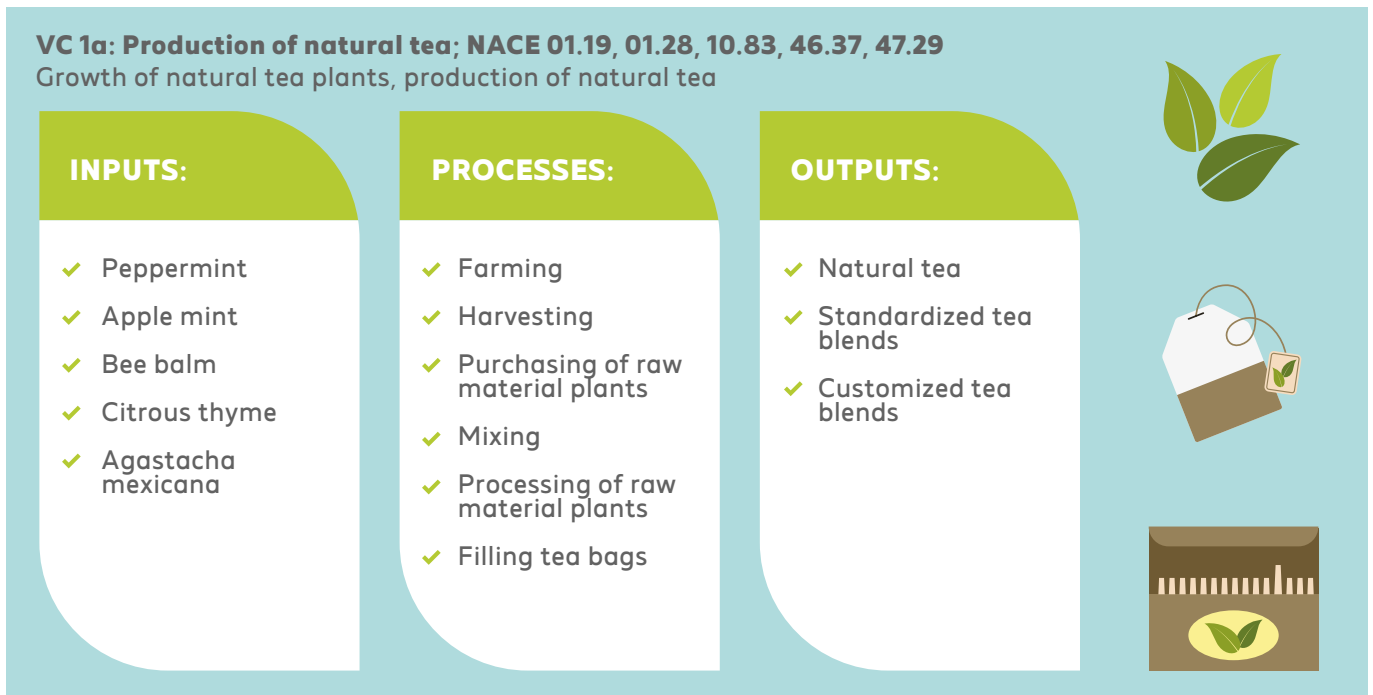 VC 1a: Production of natural tea; NACE 01.19, 01.28, 10.83, 46.37, 47.29
Growth of natural tea plants, production of natural tea
INPUTS:
Peppermint
Apple mint
Bee balm
Citrous thyme
Agastacha
mexicana
PROCESSES:
Farming
Harvesting
Purchasing of raw
material plants
Mixing
Processing of raw
material plants
Filling tea bags
OUTPUTS:
Natural tea
Standardized tea
blends
Customized tea
blends